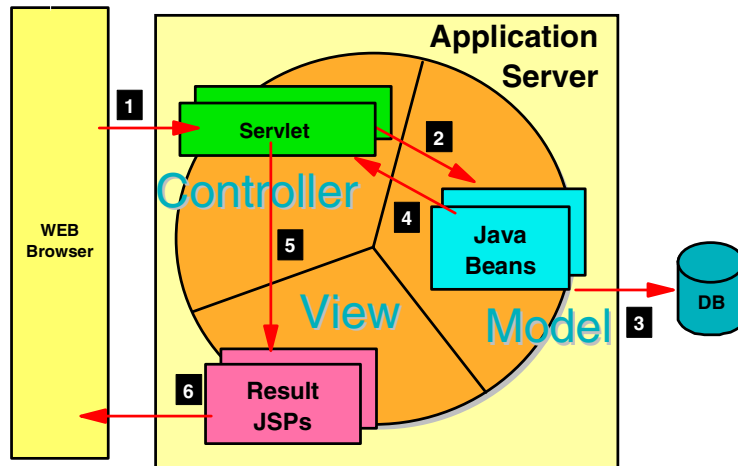 Application
Server
1
Servlet
2
Controller
WEB
Browser
4
Java
Beans
5
DB
View
Model
3
6
Result
JSPs